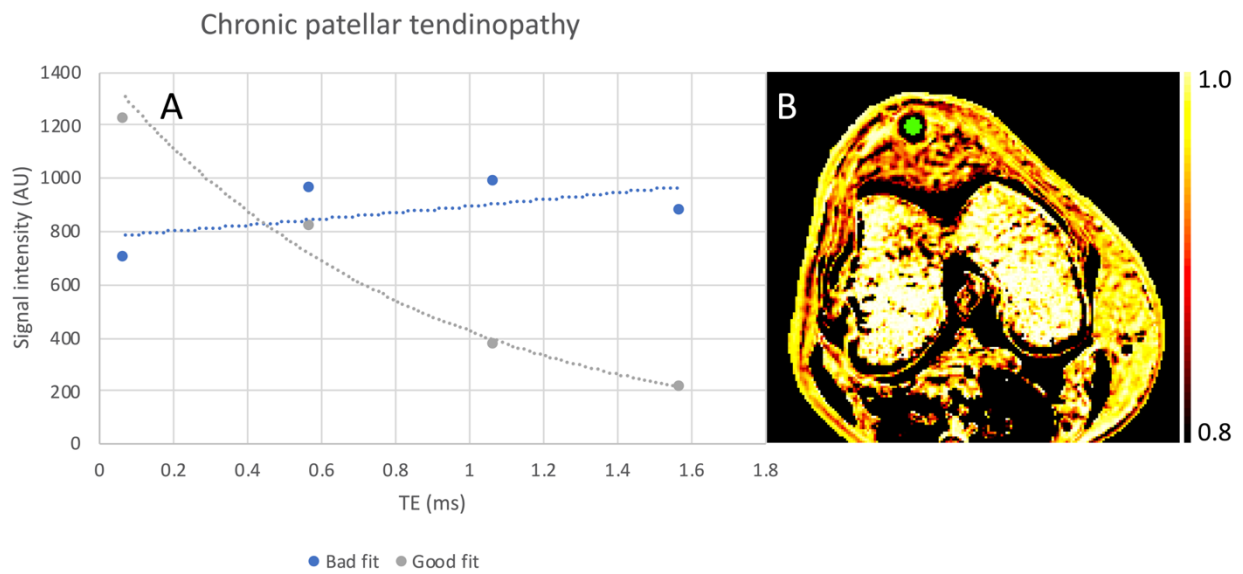 Chronic patellar tendinopathy
1400
1200
1000
800
600
400
200
0
Signal intensity (AU)
A
0 0.2 0.4 0.6 0.8 1 1.2 1.4 1.6 1.8
TE (ms)
Bad fit Good fit
B
1.0
0.8